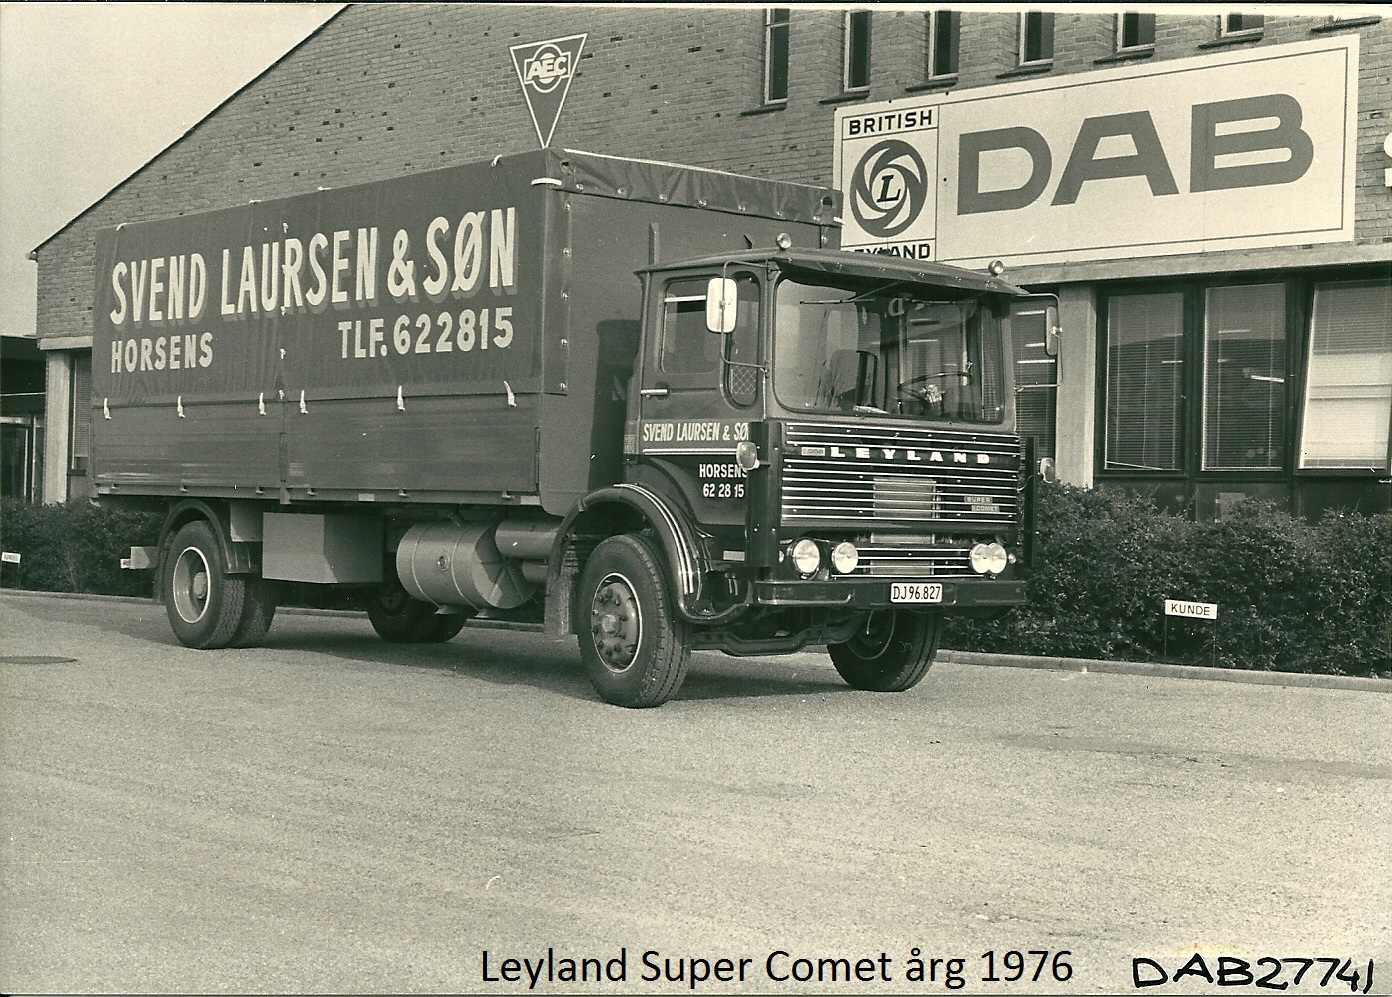 AEC
BRITISH
L
LEYLAND
DAB
SVEND LAURSEN & SØN
HORSENS
TLF. 622815
SVEND LAURSEN & SØ
HORSENS
62 28 15
LEYLAND
SUPER
COMET
DJ 96.827
KUNDE
Leyland Super Comet årg 1976
DAB27741